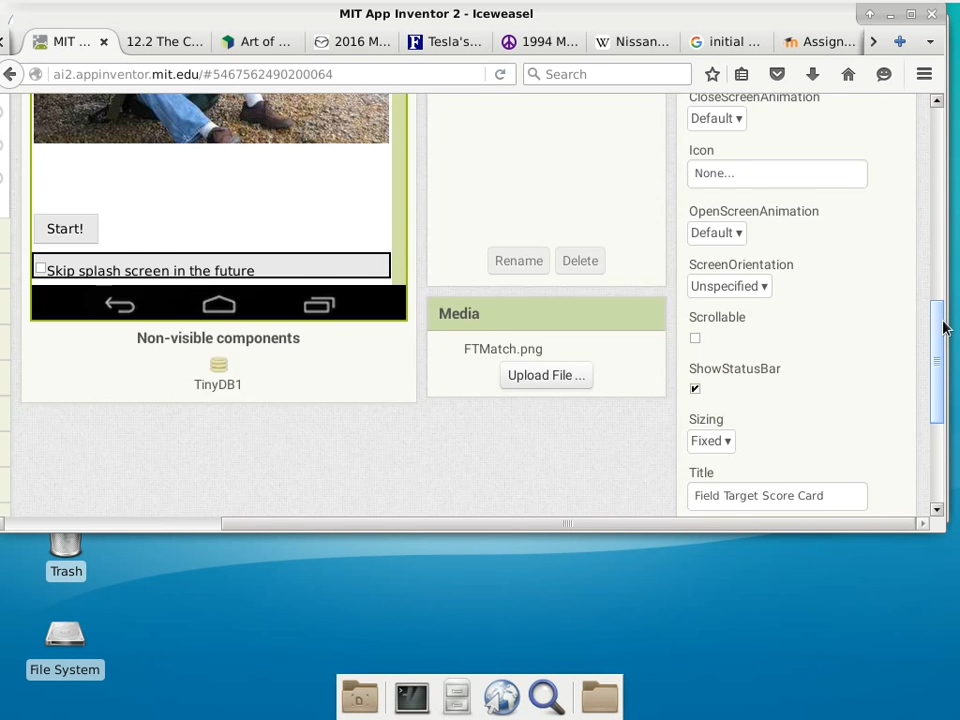 MIT App Inventor 2 - Iceweasel
MIT ...
12.2 The C...
Art of ...
2016 M...
Tesla's...
1994 M...
Nissan...
initial ...
Assign...
ai2.appinventor.mit.edu/#5467562490200064
Search
CloseScreenAnimation
Default ▾
Icon
None...
OpenScreenAnimation
Default ▾
ScreenOrientation
Unspecified ▾
Scrollable
ShowStatusBar
Sizing
Fixed ▾
Title
Field Target Score Card
Start!
Skip splash screen in the future
Non-visible components
TinyDB1
Rename
Delete
Media
FTMatch.png
Upload File ...
Trash
File System